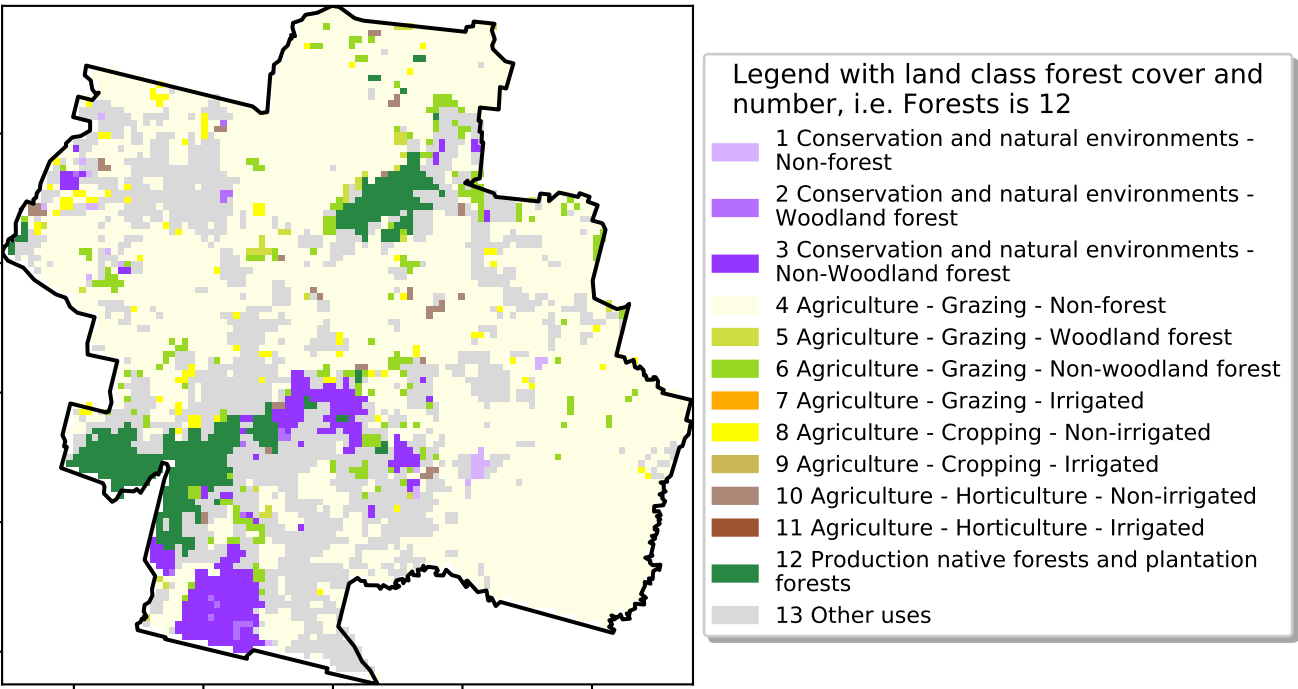 Legend with land class forest cover and
number, i.e. Forests is 12
1 Conservation and natural environments -
Non-forest
2 Conservation and natural environments -
Woodland forest
3 Conservation and natural environments -
Non-Woodland forest
4 Agriculture - Grazing - Non-forest
5 Agriculture - Grazing - Woodland forest
6 Agriculture - Grazing - Non-woodland forest
7 Agriculture - Grazing - Irrigated
8 Agriculture - Cropping - Non-irrigated
9 Agriculture - Cropping - Irrigated
10 Agriculture - Horticulture - Non-irrigated
11 Agriculture - Horticulture - Irrigated
12 Production native forests and plantation
forests
13 Other uses